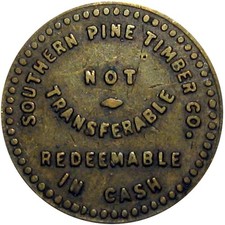 SOUTHERN PINE TIMBER CO.
NOT
TRANSFERABLE
REDEEMABLE
IN CASH